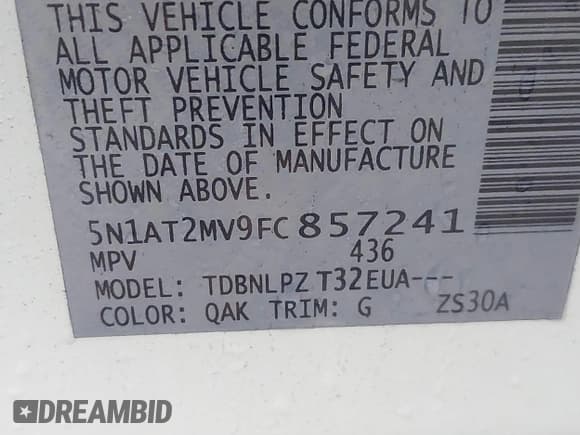 THIS VEHICLE CONFORMS TO
ALL APPLICABLE FEDERAL
MOTOR VEHICLE SAFETY AND
THEFT PREVENTION
STANDARDS IN EFFECT ON
THE DATE OF MANUFACTURE
SHOWN ABOVE.
5N1AT2MV9FC857241
MPV 436
MODEL: TDBNLPZ T32EUA---
COLOR: QAK TRIM: G ZS30A
DREAMBID